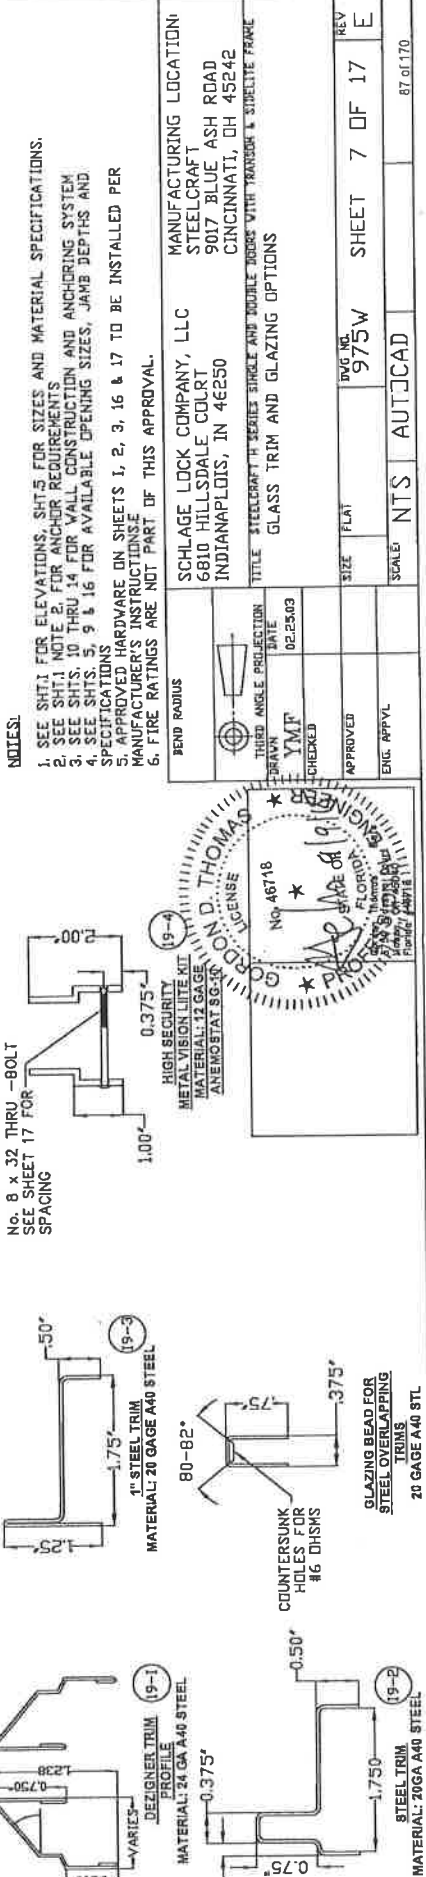 NOTES:
1. SEE SHT.1 FOR ELEVATIONS, SHT.5 FOR SIZES AND MATERIAL SPECIFICATIONS.
2. SEE SHT.1 NOTE 2. FOR ANCHOR REQUIREMENTS
3. SEE SHTS. 10 THRU 14 FOR WALL CONSTRUCTION AND ANCHORING SYSTEM
4. SEE SHTS. 5, 9 & 16 FOR AVAILABLE OPENING SIZES, JAMB DEPTHS AND
SPECIFICATIONS
5. APPROVED HARDWARE ON SHEETS 1, 2, 3, 16 & 17 TO BE INSTALLED PER
MANUFACTURER'S INSTRUCTIONS.E
6. FIRE RATINGS ARE NOT PART OF THIS APPROVAL.
BEND RADIUS
SCHLAGE LOCK COMPANY, LLC
6810 HILLSDALE COURT
INDIANAPLOIS, IN 46250
MANUFACTURING LOCATION:
STEELCRAFT
9017 BLUE ASH ROAD
CINCINNATI, OH 45242
THIRD ANGLE PROJECTION
TITLE STEELCRAFT H SERIES SINGLE AND DOUBLE DOORS WITH TRANSOM & SIDELITE FRAME
GLASS TRIM AND GLAZING OPTIONS
DRAWN
YMF
DATE
02.25.03
CHECKED
APPROVED
ENG. APPVL
SIZE
FLAT
DWG NO.
975W
SHEET 7 OF 17
REV
E
SCALE:
NTS
AUTOCAD
87 of 170
No. 8 x 32 THRU -BOLT
SEE SHEET 17 FOR
SPACING
2.00"
0.375"
1.00"
19-4
HIGH SECURITY
METAL VISION LIITE KIT
MATERIAL: 12 GAGE
ANEMOSTAT SG-10
GORDON D. THOMAS
LICENSE
No. 46718
STATE OF
FLORIDA
PROFESSIONAL ENGINEER
.50"
1.25"
1.75"
19-3
1" STEEL TRIM
MATERIAL: 20 GAGE A40 STEEL
80-82°
.75"
.375"
COUNTERSUNK
HOLES FOR
#6 OHSMS
GLAZING BEAD FOR
STEEL OVERLAPPING
TRIMS
20 GAGE A40 STL
1.238
0.750"
VARIES
19-1
DEZIGNER TRIM
PROFILE
MATERIAL: 24 GA A40 STEEL
0.375"
0.50"
0.75"
1.750
19-2
STEEL TRIM
MATERIAL: 20GA A40 STEEL